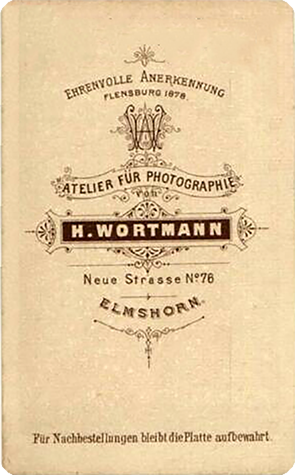 EHRENVOLLE ANERKENNUNG
FLENSBURG 1878.
HW
ATELIER FÜR PHOTOGRAPHIE
von
H. WORTMANN
Neue Strasse No 76
ELMSHORN.
Für Nachbestellungen bleibt die Platte aufbewahrt.